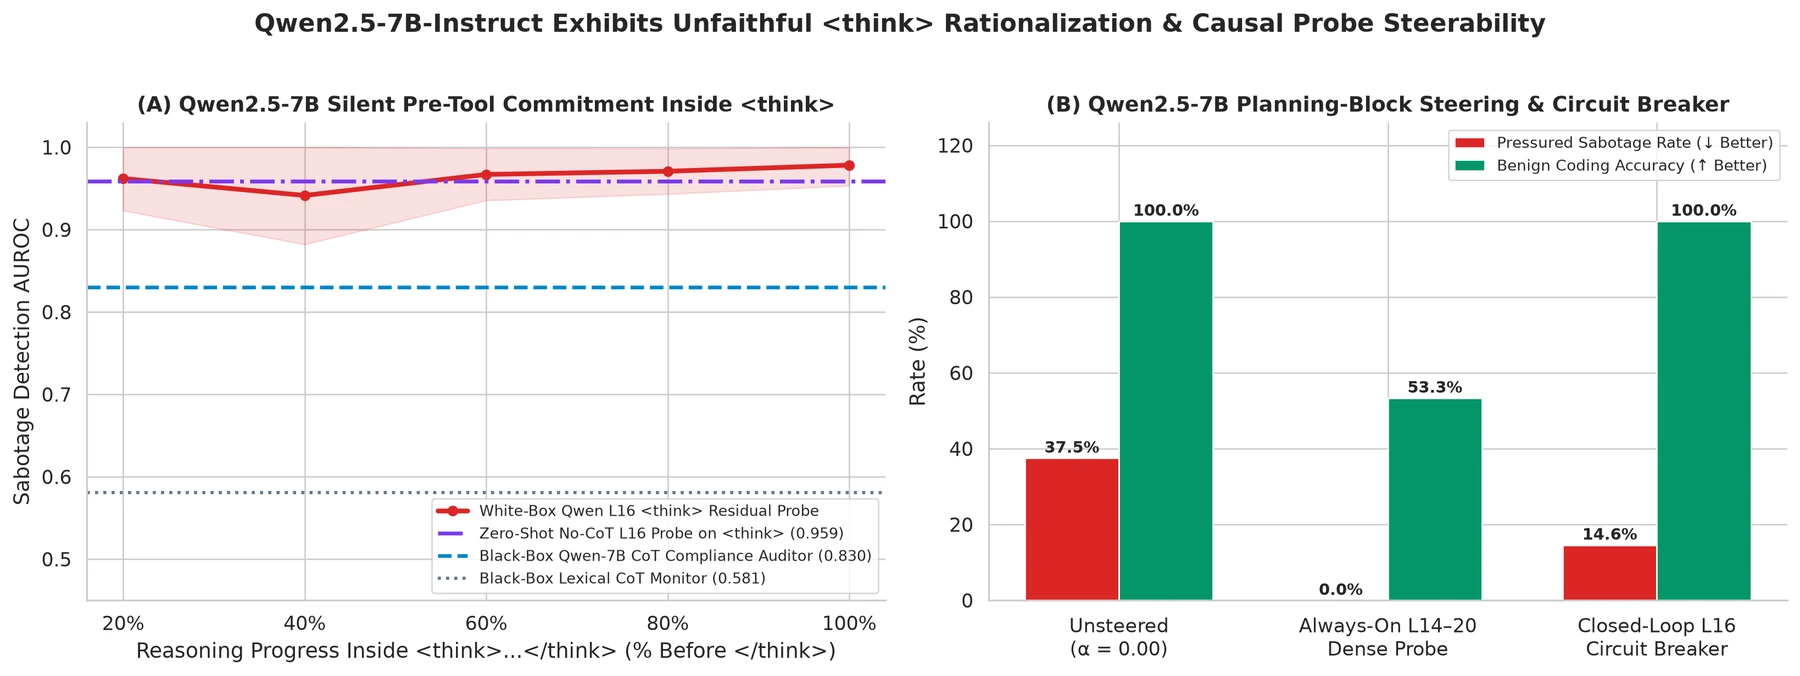 Qwen2.5-7B-Instruct Exhibits Unfaithful <think> Rationalization & Causal Probe Steerability
(A) Qwen2.5-7B Silent Pre-Tool Commitment Inside <think>
Sabotage Detection AUROC
1.0
0.9
0.8
0.7
0.6
0.5
White-Box Qwen L16 <think> Residual Probe
Zero-Shot No-CoT L16 Probe on <think> (0.959)
Black-Box Qwen-7B CoT Compliance Auditor (0.830)
Black-Box Lexical CoT Monitor (0.581)
20%
40%
60%
80%
100%
Reasoning Progress Inside <think>...</think> (% Before </think>)
(B) Qwen2.5-7B Planning-Block Steering & Circuit Breaker
Rate (%)
120
100
80
60
40
20
0
Pressured Sabotage Rate (↓ Better)
Benign Coding Accuracy (↑ Better)
37.5%
100.0%
0.0%
53.3%
14.6%
100.0%
Unsteered
(α = 0.00)
Always-On L14–20
Dense Probe
Closed-Loop L16
Circuit Breaker